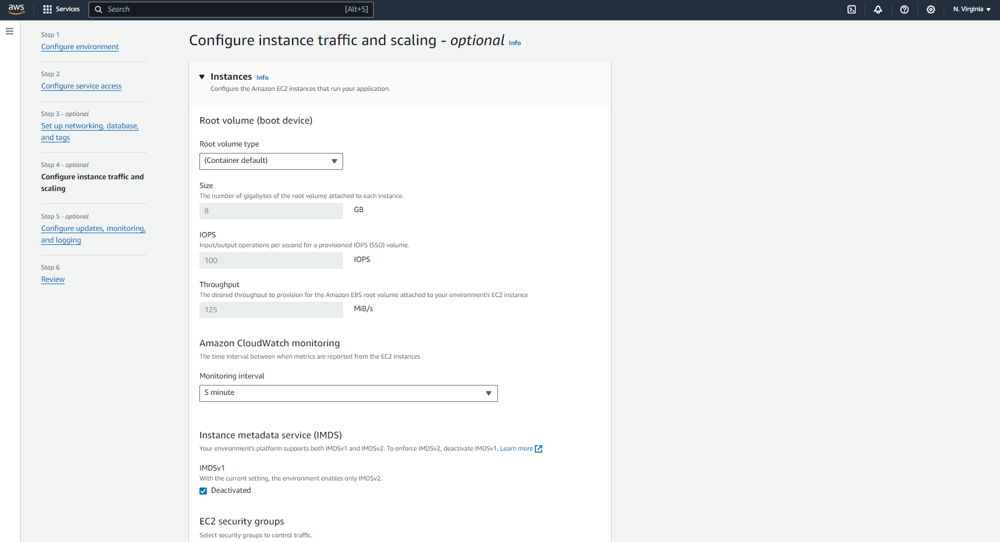 aws
Services
Search
[Alt+S]
N. Virginia
Step 1
Configure environment
Step 2
Configure service access
Step 3 - optional
Set up networking, database,
and tags
Step 4 - optional
Configure instance traffic and
scaling
Step 5 - optional
Configure updates, monitoring,
and logging
Step 6
Review
Configure instance traffic and scaling - optional Info
Instances Info
Configure the Amazon EC2 instances that run your application.
Root volume (boot device)
Root volume type
(Container default)
Size
The number of gigabytes of the root volume attached to each instance.
8 GB
IOPS
Input/output operations per second for a provisioned IOPS (SSD) volume.
100 IOPS
Throughput
The desired throughput to provision for the Amazon EBS root volume attached to your environment's EC2 instance
125 MiB/s
Amazon CloudWatch monitoring
The time interval between when metrics are reported from the EC2 instances
Monitoring interval
5 minute
Instance metadata service (IMDS)
Your environment's platform supports both IMDSv1 and IMDSv2. To enforce IMDSv2, deactivate IMDSv1. Learn more
IMDSv1
With the current setting, the environment enables only IMDSv2.
Deactivated
EC2 security groups
Select security groups to control traffic.